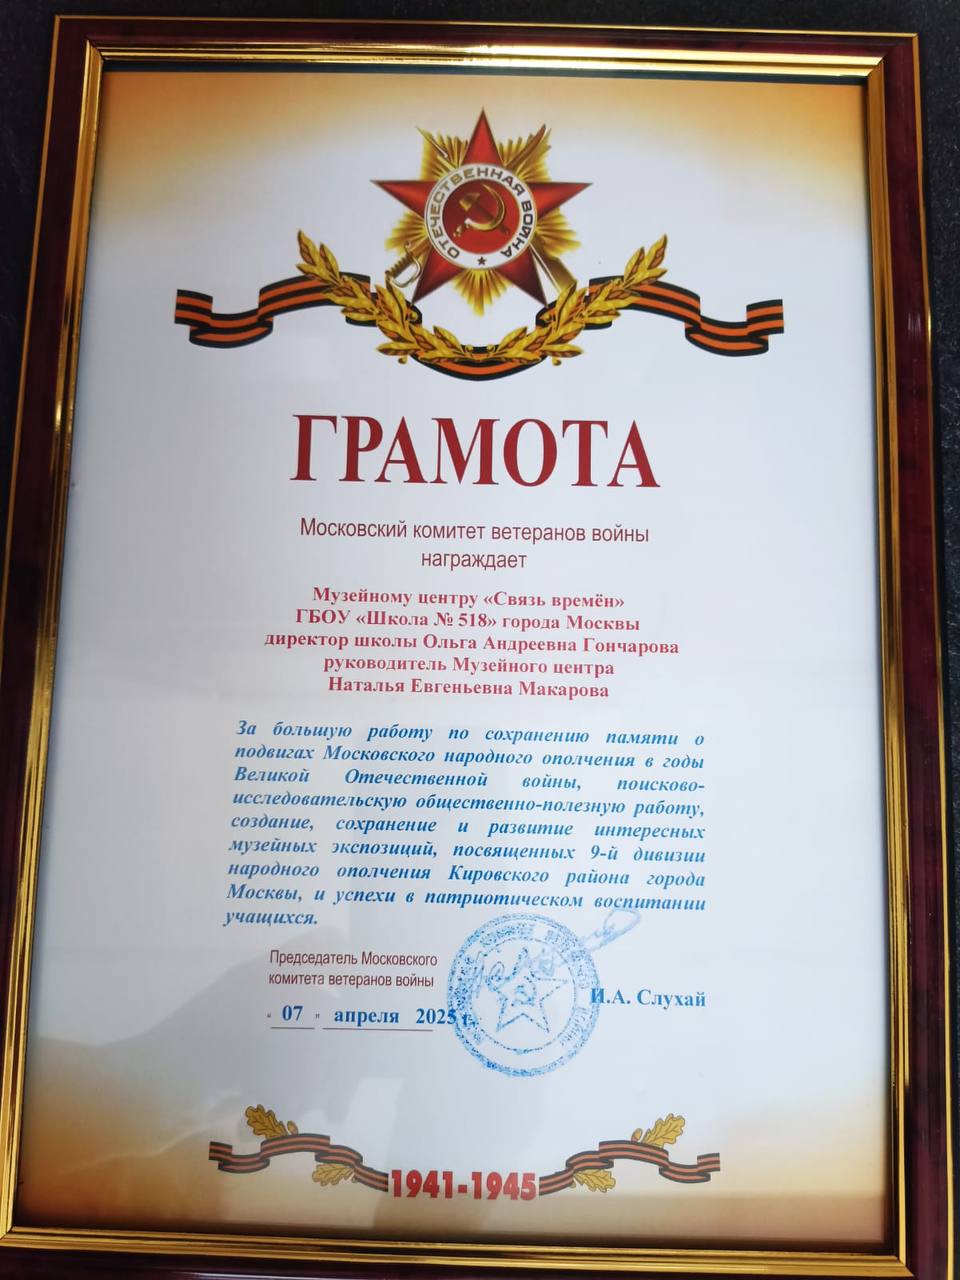 ОТЕЧЕСТВЕННАЯ ВОЙНА
ГРАМОТА
Московский комитет ветеранов войны
награждает
Музейному центру «Связь времён»
ГБОУ «Школа № 518» города Москвы
директор школы Ольга Андреевна Гончарова
руководитель Музейного центра
Наталья Евгеньевна Макарова
За большую работу по сохранению памяти о
подвигах Московского народного ополчения в годы
Великой Отечественной войны, поисково-
исследовательскую общественно-полезную работу,
создание, сохранение и развитие интересных
музейных экспозиций, посвященных 9-й дивизии
народного ополчения Кировского района города
Москвы, и успехи в патриотическом воспитании
учащихся.
Председатель Московского
комитета ветеранов войны
И.А. Слухай
" 07 " апреля 2025 г.
1941-1945